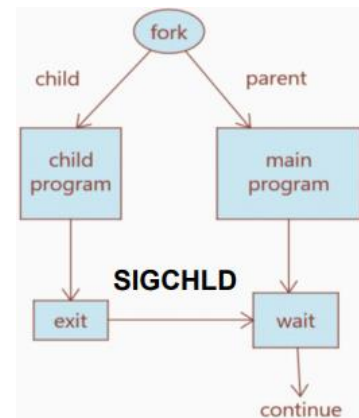 fork
child
parent
child
program
main
program
SIGCHLD
exit
wait
continue